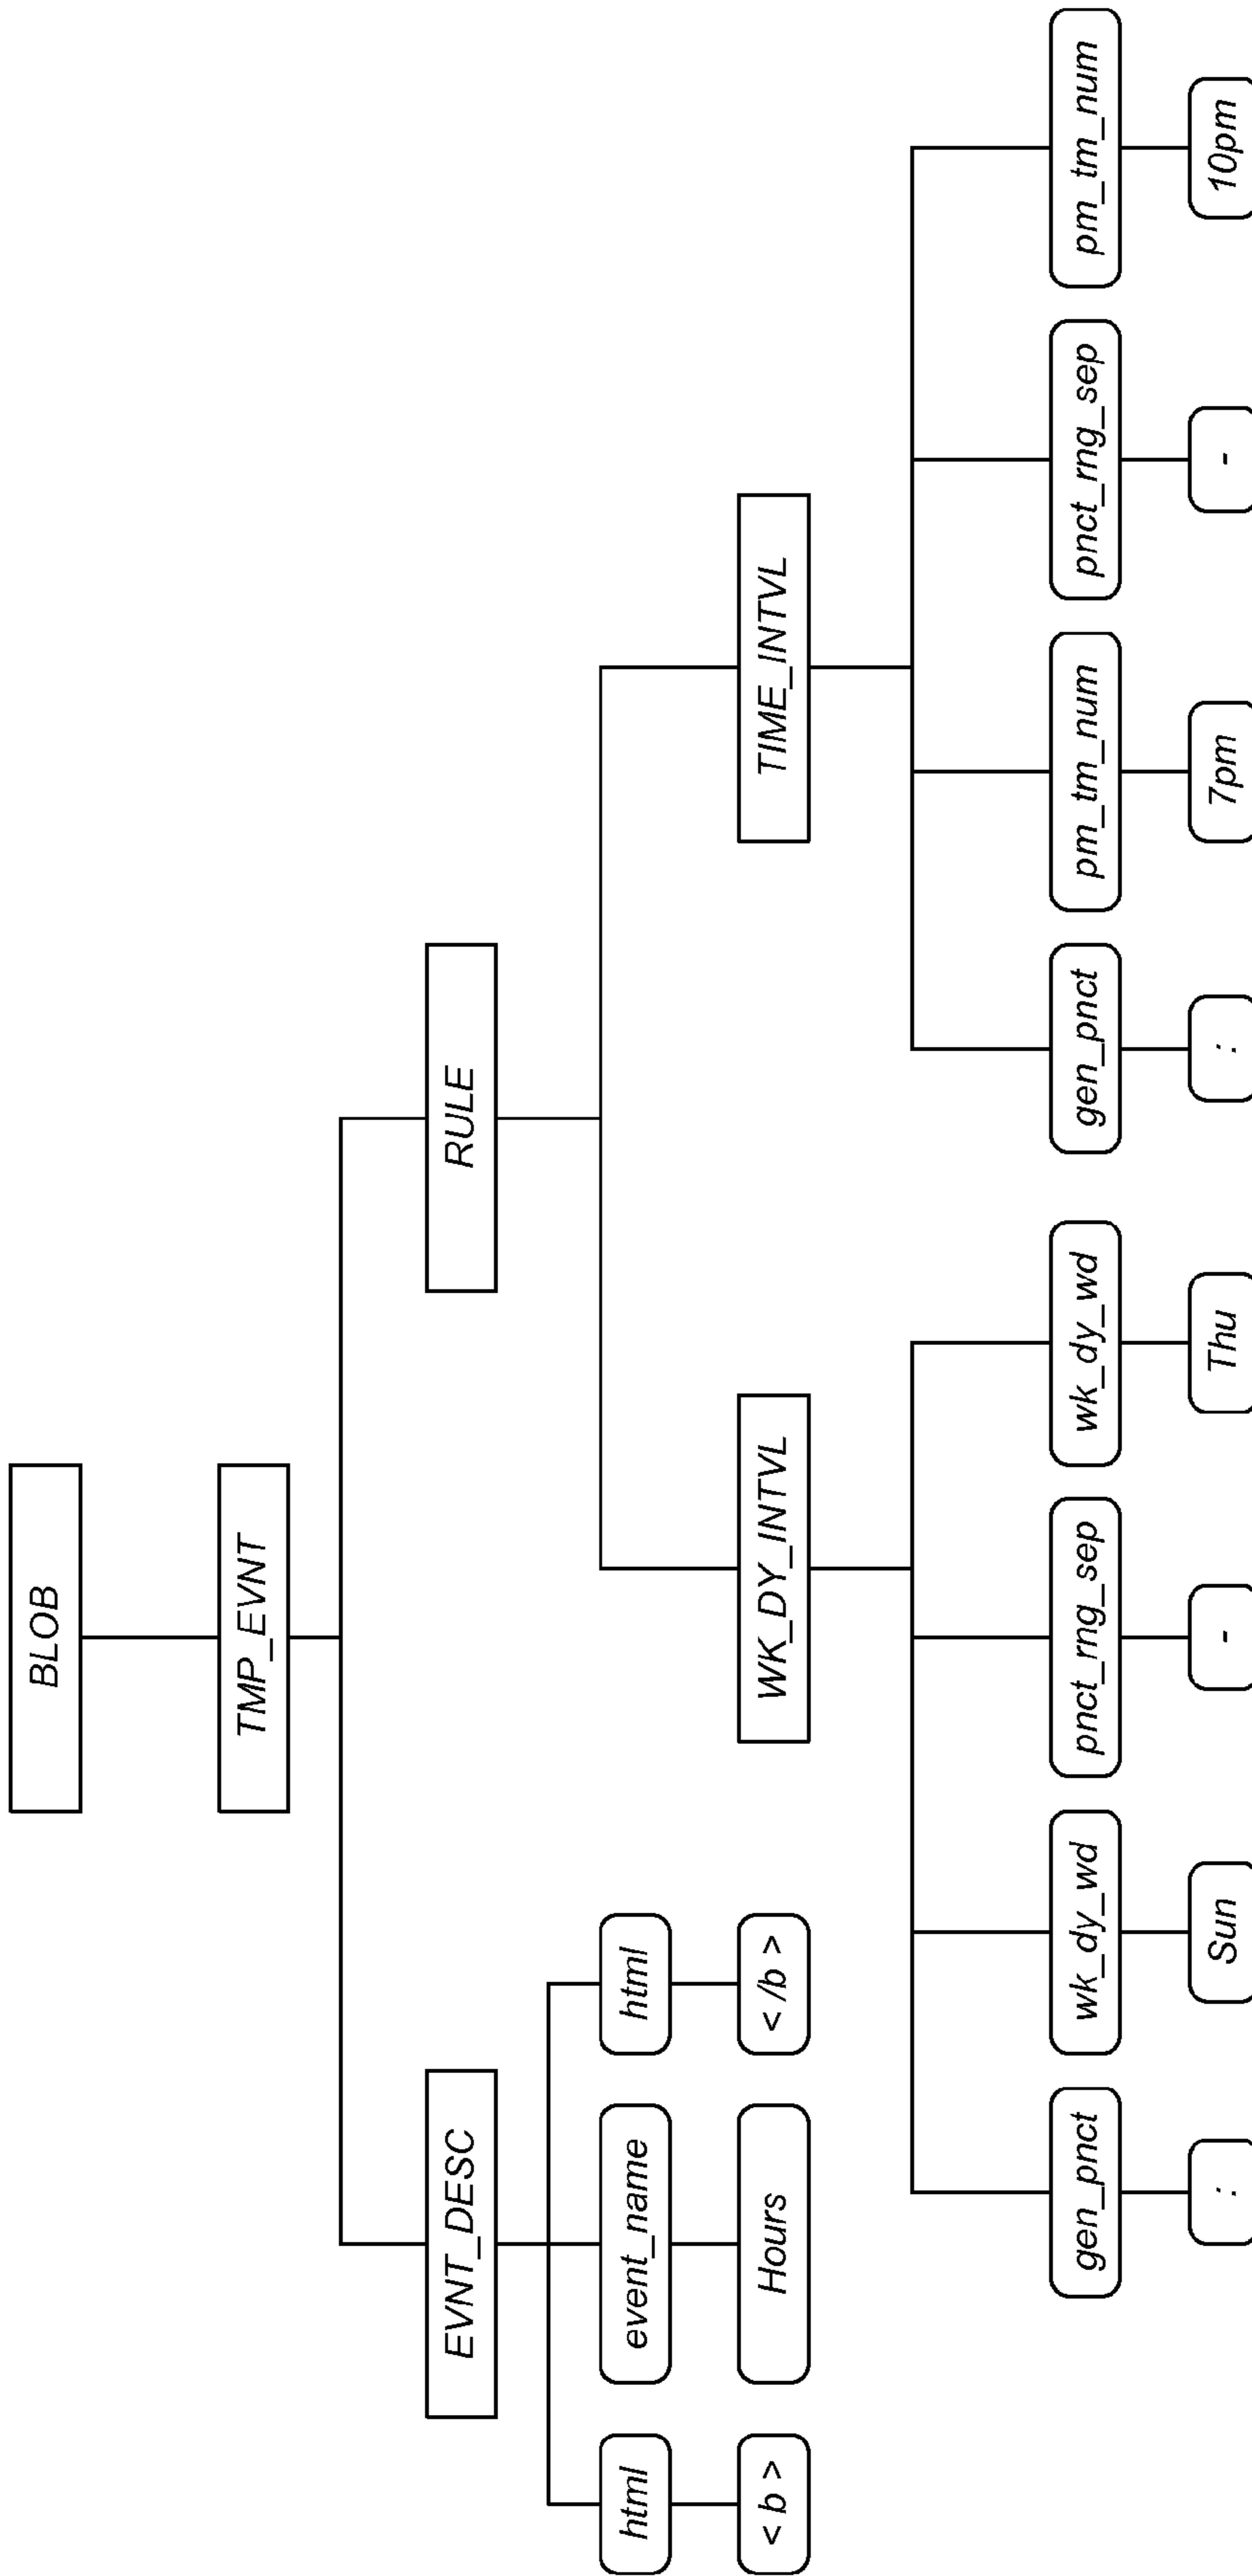 BLOB
TMP_EVNT
EVNT_DESC
RULE
html
event_name
html
< b >
Hours
< /b >
WK_DY_INTVL
TIME_INTVL
gen_pnct
wk_dy_wd
pnct_rng_sep
wk_dy_wd
gen_pnct
pm_tm_num
pnct_rng_sep
pm_tm_num
:
Sun
-
Thu
:
7pm
-
10pm